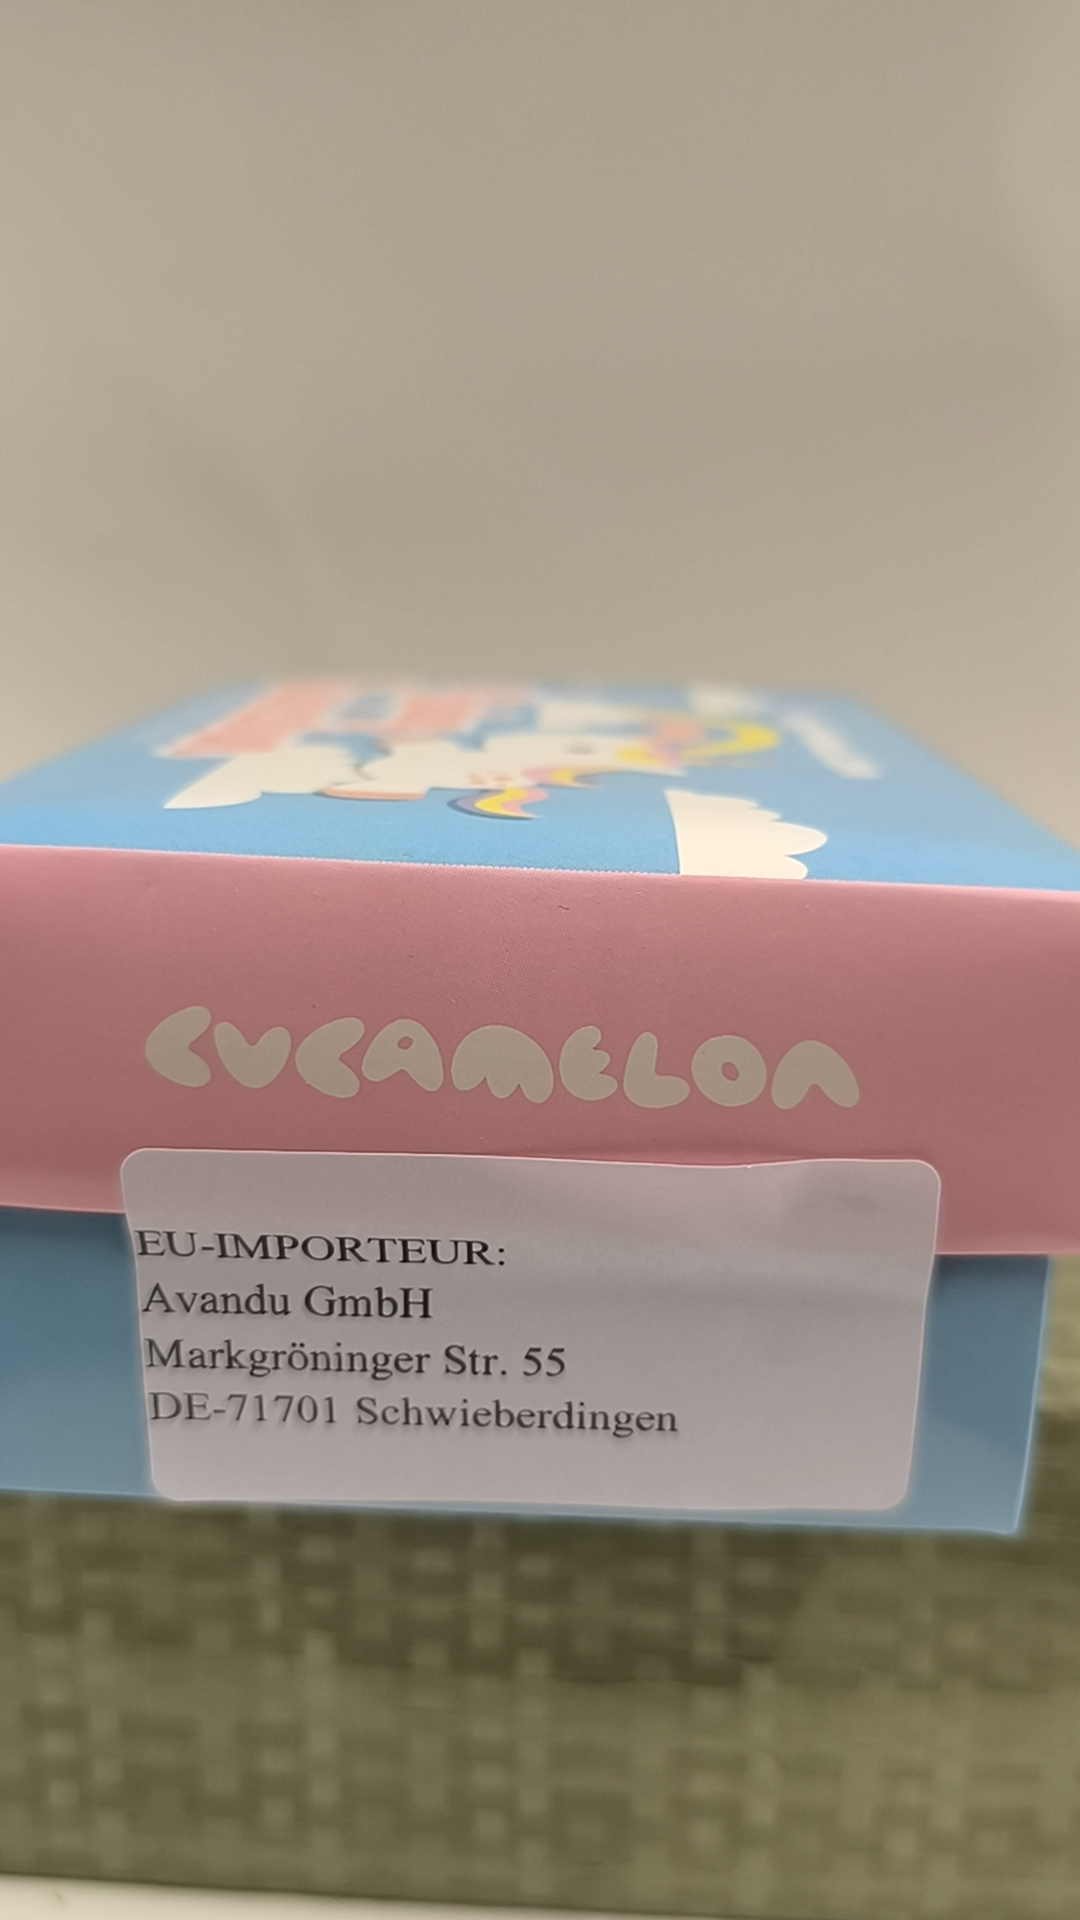 CUCAMELON
EU-IMPORTEUR:
Avandu GmbH
Markgröninger Str. 55
DE-71701 Schwieberdingen